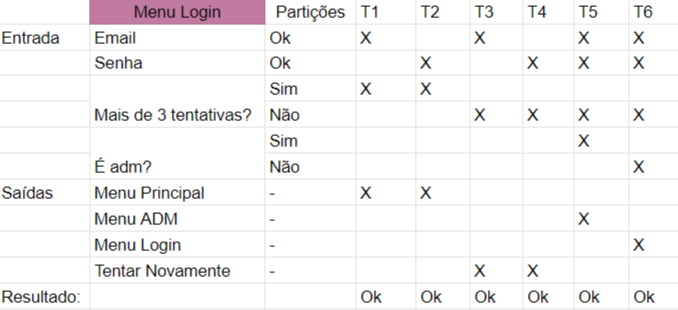 Menu Login Partições T1 T2 T3 T4 T5 T6
Entrada Email Ok X X X X
Senha Ok X X X X
Sim X X
Mais de 3 tentativas? Não X X X X
Sim X
É adm? Não X
Saídas Menu Principal - X X
Menu ADM - X
Menu Login - X
Tentar Novamente - X X
Resultado: Ok Ok Ok Ok Ok Ok